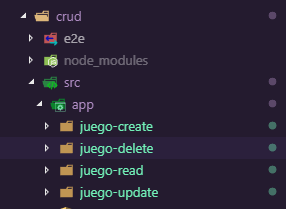 crud
e2e
node_modules
src
app
juego-create
juego-delete
juego-read
juego-update